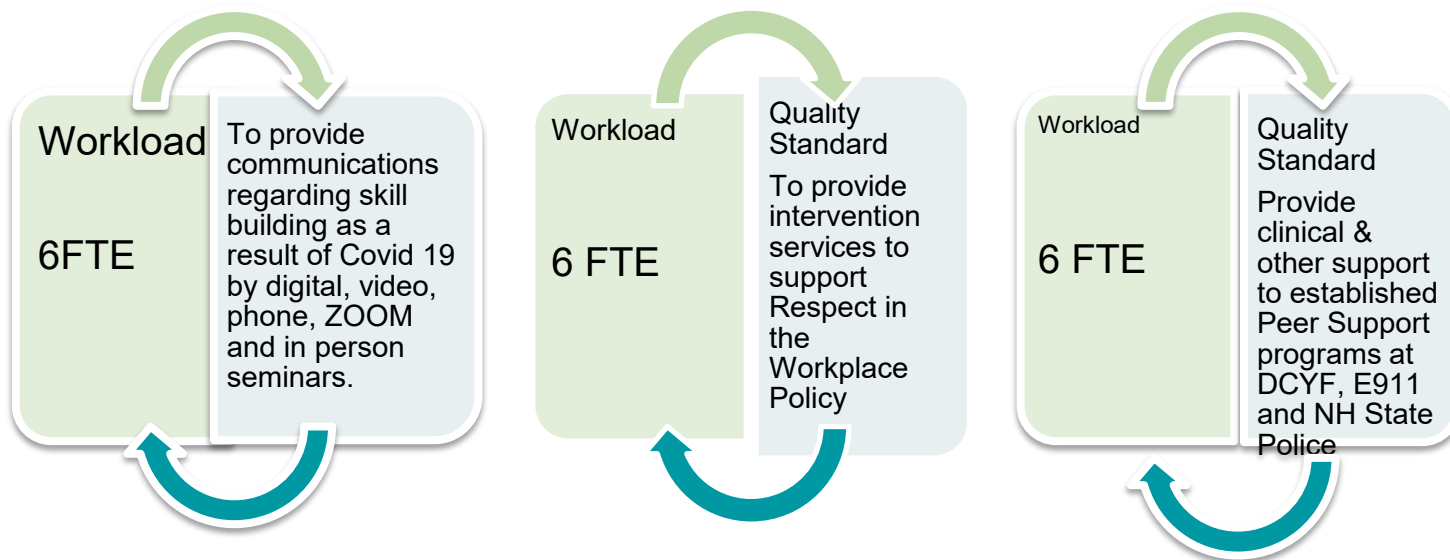 Workload
6FTE
To provide
communications
regarding skill
building as a
result of Covid 19
by digital, video,
phone, ZOOM
and in person
seminars.
Workload
6 FTE
Quality
Standard
To provide
intervention
services to
support
Respect in
the
Workplace
Policy
Workload
6 FTE
Quality
Standard
Provide
clinical &
other support
to established
Peer Support
programs at
DCYF, E911
and NH State
Police